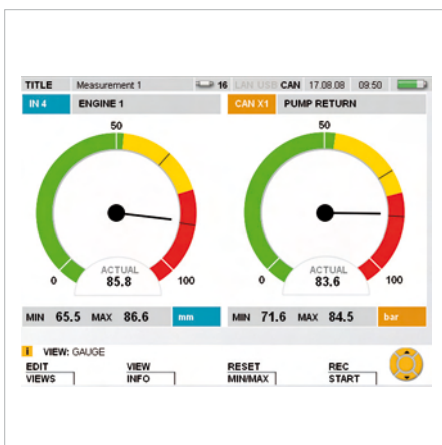 TITLE Measurement 1 16 LAN USB CAN 17.08.08 09:50
IN 4 ENGINE 1 CAN X1 PUMP RETURN
50 50
0 100 0 100
ACTUAL ACTUAL
85.8 83.6
MIN 65.5 MAX 86.6 mm MIN 71.6 MAX 84.5 bar
i VIEW: GAUGE
EDIT VIEW RESET REC
VIEWS INFO MIN/MAX START